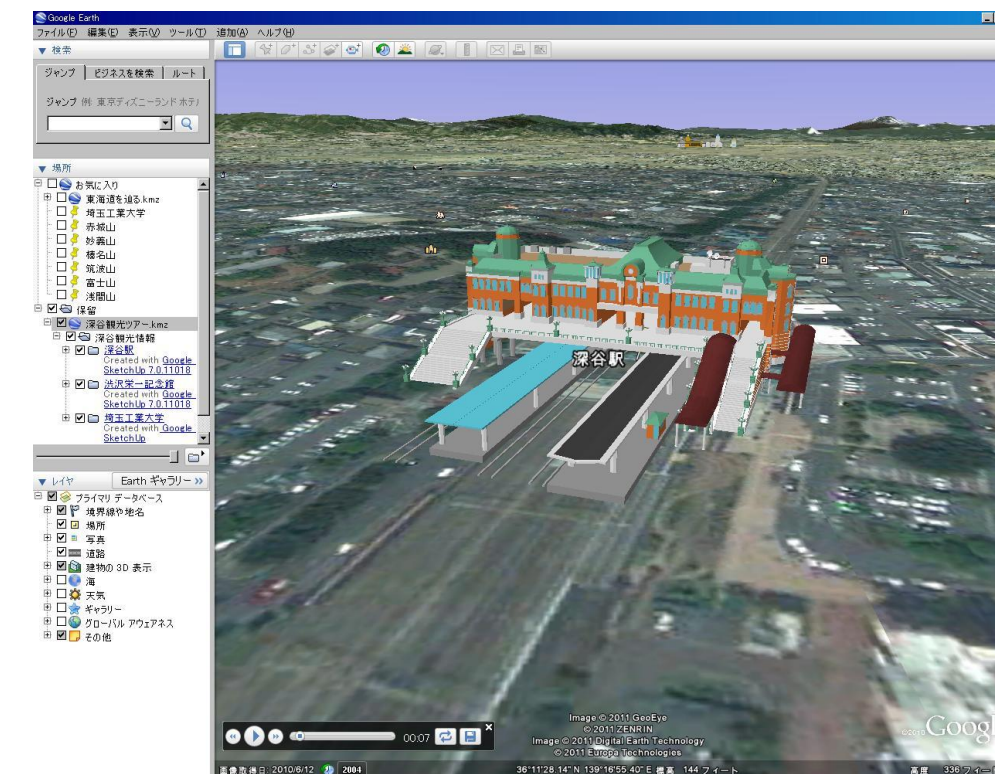 Google Earth
ファイル(F) 編集(E) 表示(V) ツール(T) 追加(A) ヘルプ(H)
検索
ジャンプ ビジネスを検索 ルート
ジャンプ 例: 東京ディズニーランド ホテル
場所
お気に入り
東海道を辿る.kmz
埼玉工業大学
赤城山
妙義山
榛名山
筑波山
富士山
浅間山
保留
深谷観光ツアー.kmz
深谷観光情報
深谷駅
Created with Google
SketchUp 7.0.11018
渋沢栄一記念館
Created with Google
SketchUp 7.0.11018
埼玉工業大学
Created with Google
SketchUp
レイヤ Earth ギャラリー »
プライマリ データベース
境界線や地名
場所
写真
道路
建物の 3D 表示
海
天気
ギャラリー
グローバル アウェアネス
その他
深谷駅
00:07
Image © 2011 GeoEye
© 2011 ZENRIN
Image © 2011 Digital Earth Technology
© 2011 Europa Technologies
©2010 Google
画像取得日: 2010/6/12 2004
36°11'28.14" N 139°16'55.40" E 標高 144 フィート
高度 336 フィート